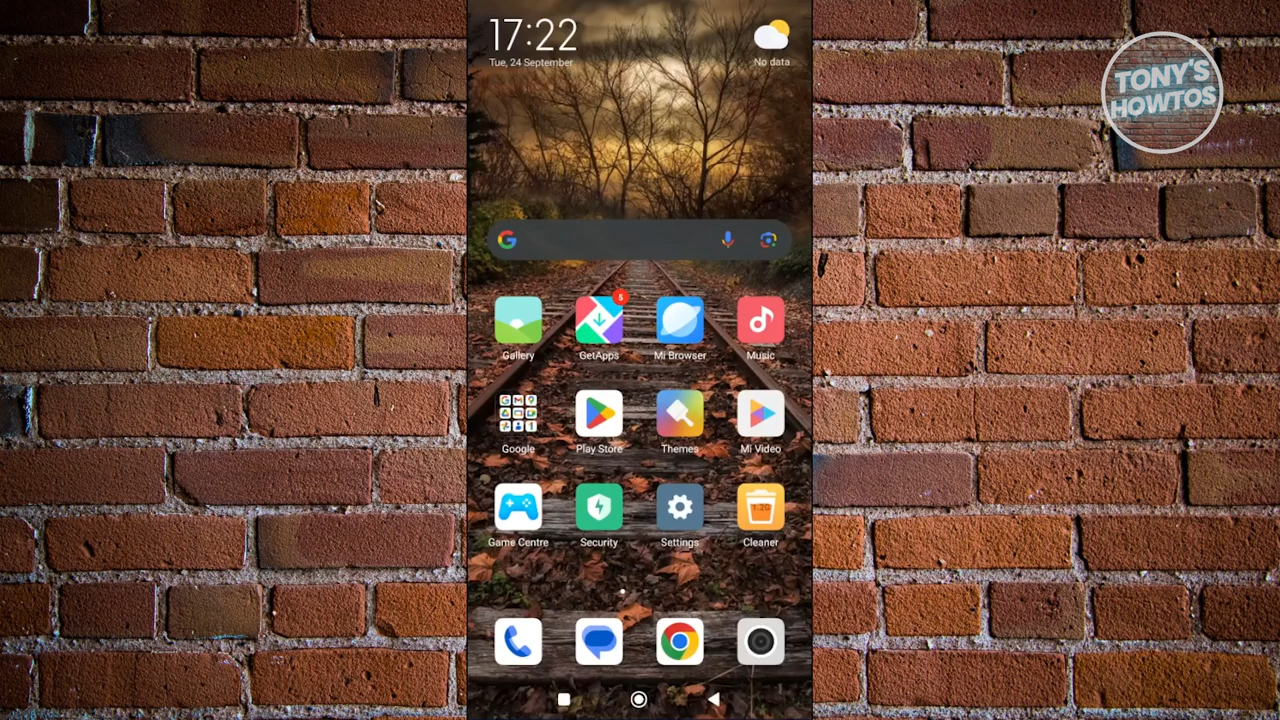 17:22
Tue, 24 September
No data
TONY'S
HOWTOS
5
Gallery
GetApps
Mi Browser
Music
Google
Play Store
Themes
Mi Video
Game Centre
Security
Settings
Cleaner